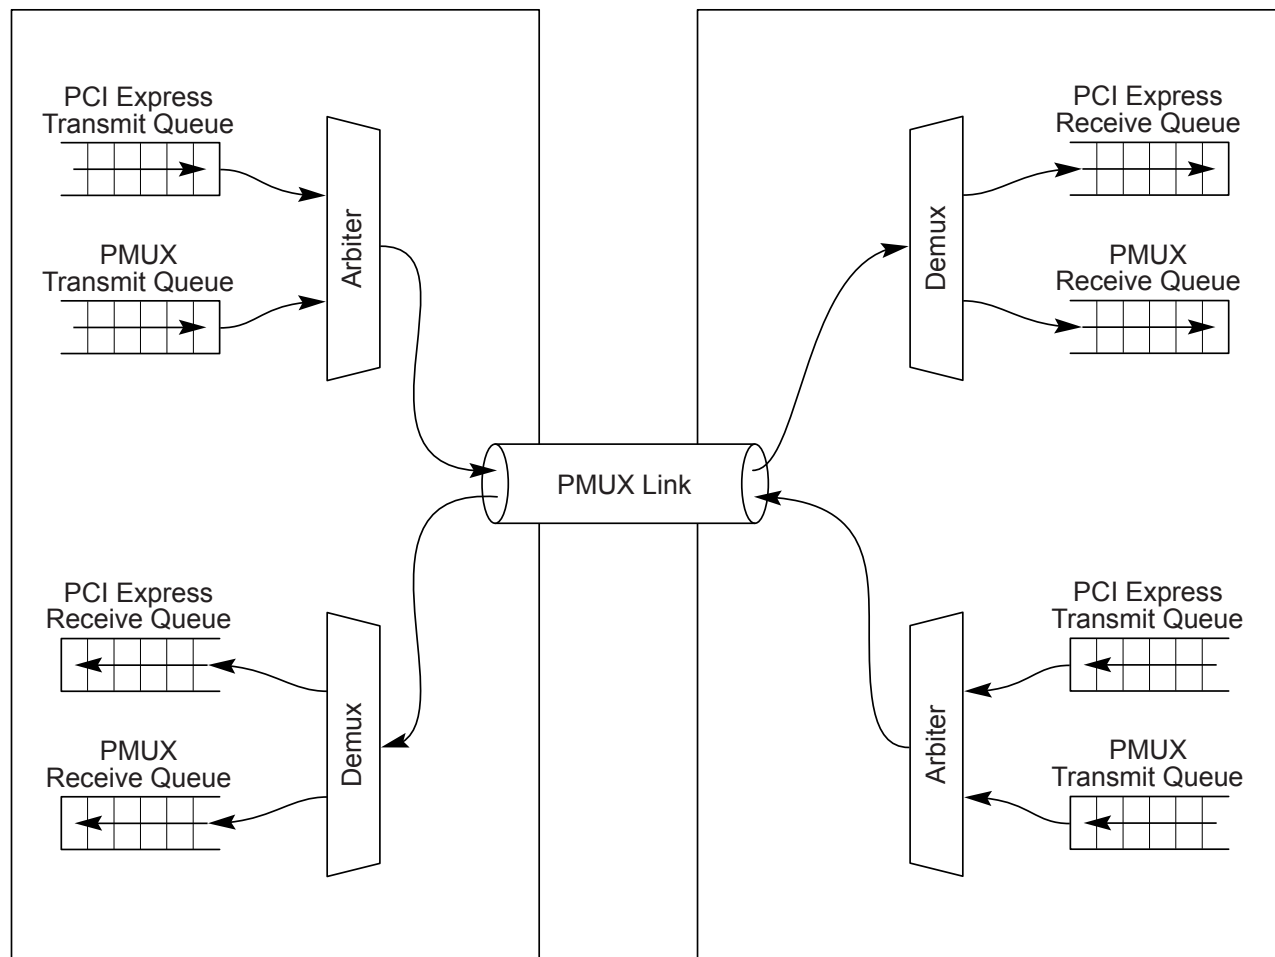 PCI Express
Transmit Queue
PMUX
Transmit Queue
Arbiter
PCI Express
Receive Queue
PMUX
Receive Queue
Demux
PMUX Link
PCI Express
Receive Queue
PMUX
Receive Queue
Demux
PCI Express
Transmit Queue
PMUX
Transmit Queue
Arbiter